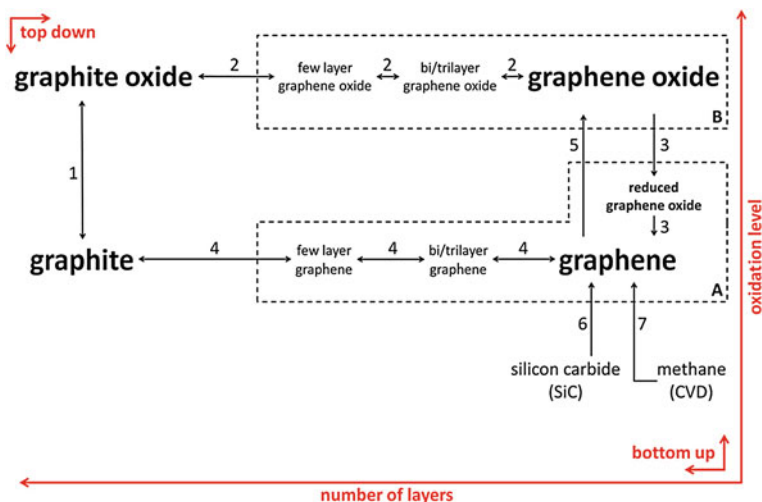 top down
graphite oxide
2
few layer
graphene oxide
2
bi/trilayer
graphene oxide
2
graphene oxide
B
1
5
3
reduced
graphene oxide
3
graphite
4
few layer
graphene
4
bi/trilayer
graphene
4
graphene
A
6
7
silicon carbide
(SiC)
methane
(CVD)
oxidation level
bottom up
number of layers